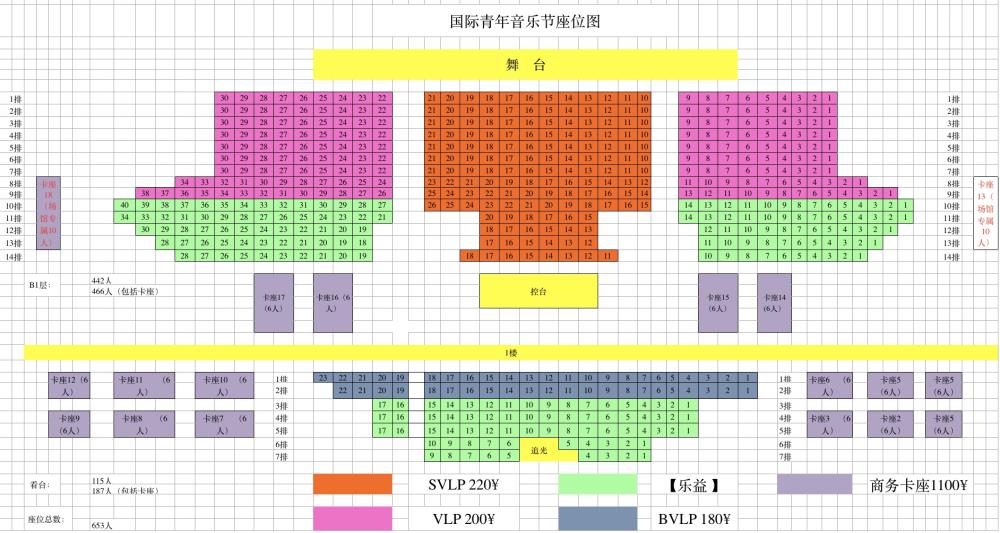 国际青年音乐节座位图
舞 台
1排 30 29 28 27 26 25 24 23 22 21 20 19 18 17 16 15 14 13 12 11 10 9 8 7 6 5 4 3 2 1 1排
2排 30 29 28 27 26 25 24 23 22 21 20 19 18 17 16 15 14 13 12 11 10 9 8 7 6 5 4 3 2 1 2排
3排 30 29 28 27 26 25 24 23 22 21 20 19 18 17 16 15 14 13 12 11 10 9 8 7 6 5 4 3 2 1 3排
4排 30 29 28 27 26 25 24 23 22 21 20 19 18 17 16 15 14 13 12 11 10 9 8 7 6 5 4 3 2 1 4排
5排 30 29 28 27 26 25 24 23 22 21 20 19 18 17 16 15 14 13 12 11 10 9 8 7 6 5 4 3 2 1 5排
6排 30 29 28 27 26 25 24 23 22 21 20 19 18 17 16 15 14 13 12 11 10 9 8 7 6 5 4 3 2 1 6排
7排 30 29 28 27 26 25 24 23 22 21 20 19 18 17 16 15 14 13 12 11 10 9 8 7 6 5 4 3 2 1 7排
8排 34 33 32 31 30 29 28 27 26 25 24 23 22 21 20 19 18 17 16 15 14 13 12 11 10 9 8 7 6 5 4 3 2 1 8排
9排 38 37 36 35 34 33 32 31 30 29 28 27 26 25 24 23 22 21 20 19 18 17 16 15 14 13 12 11 10 9 8 7 6 5 4 3 2 1 9排
10排 40 39 38 37 36 35 34 33 32 31 30 29 28 27 26 25 24 23 22 21 20 19 18 17 16 15 14 13 12 11 10 9 8 7 6 5 4 3 2 1 10排
11排 34 33 32 31 30 29 28 27 26 25 24 23 22 21 20 19 18 17 16 15 14 13 12 11 10 9 8 7 6 5 4 3 2 1 11排
12排 30 29 28 27 26 25 24 23 22 21 20 19 18 17 16 15 14 13 12 11 10 9 8 7 6 5 4 3 2 1 12排
13排 28 27 26 25 24 23 22 21 20 19 18 17 16 15 14 13 12 11 10 9 8 7 6 5 4 3 2 1 13排
14排 28 27 26 25 24 23 22 21 20 19 18 17 16 15 14 13 12 11 10 9 8 7 6 5 4 3 2 1 14排
卡座
18
（场
馆专
属10
人）
卡座
13（
场馆
专属
10
人）
B1层：
442人
466人（包括卡座）
卡座17
（6人）
卡座16（6
人）
控台
卡座15
（6人）
卡座14
（6人）
1楼
卡座12（6
人）
卡座11 （6
人）
卡座10 （6
人）
卡座9
（6人）
卡座8 （6
人）
卡座7 （6
人）
1排 23 22 21 20 19 18 17 16 15 14 13 12 11 10 9 8 7 6 5 4 3 2 1 1排
2排 22 21 20 19 18 17 16 15 14 13 12 11 10 9 8 7 6 5 4 3 2 1 2排
3排 17 16 15 14 13 12 11 10 9 8 7 6 5 4 3 2 1 3排
4排 17 16 15 14 13 12 11 10 9 8 7 6 5 4 3 2 1 4排
5排 17 16 15 14 13 12 11 10 9 8 7 6 5 4 3 2 1 5排
6排 10 9 8 7 6 5 4 3 2 1 6排
7排 9 8 7 6 5 4 3 2 1 7排
追光
卡座6 （6
人）
卡座5
（6人）
卡座5
（6人）
卡座3 （6
人）
卡座2
（6人）
卡座5
（6人）
看台：
115人
187人（包括卡座）
SVLP 220¥
【乐益 】
商务卡座1100¥
座位总数：
653人
VLP 200¥
BVLP 180¥